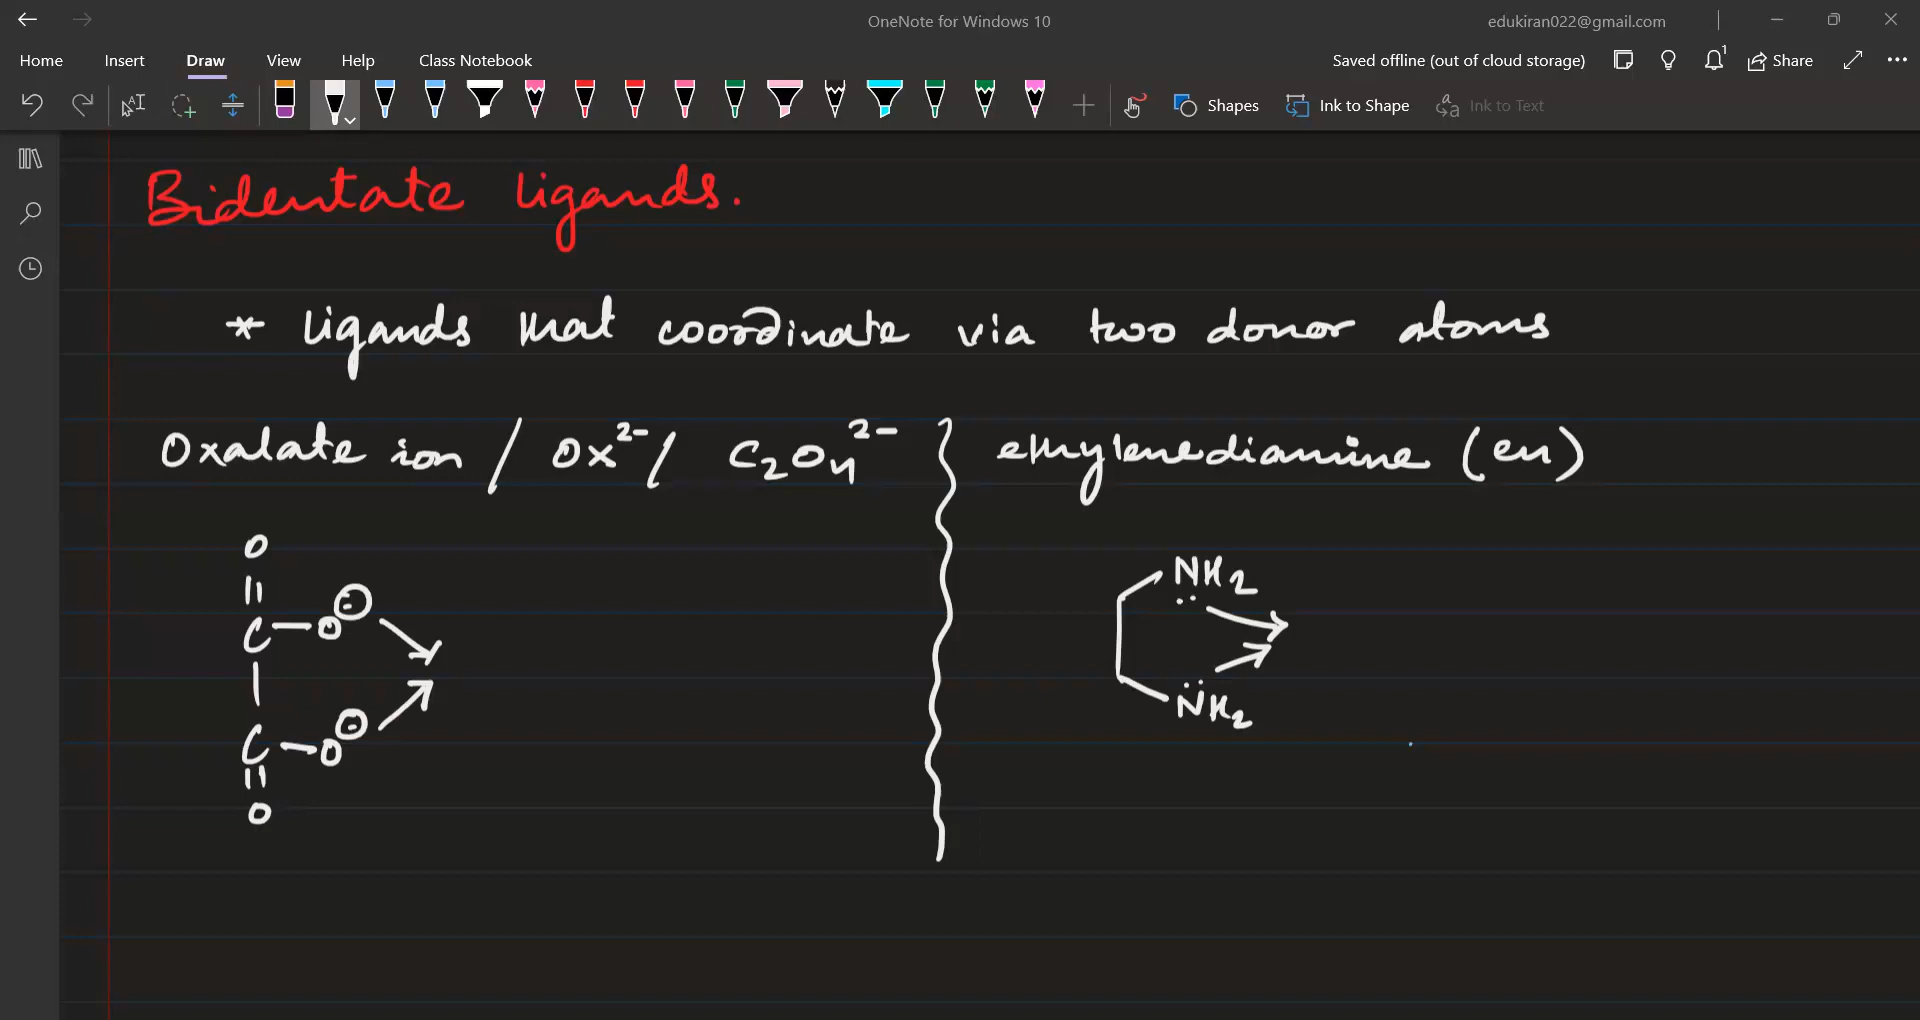 OneNote for Windows 10
edukiran022@gmail.com
Home Insert Draw View Help Class Notebook
Saved offline (out of cloud storage) 1 Share
Shapes Ink to Shape Ink to Text
Bidentate ligands.
* ligands that coordinate via two donor atoms
Oxalate ion / Ox²⁻/ C₂O₄²⁻
O
||
C—O⊖
|
C—O⊖
||
O
ethylenediamine (en)
NH₂
NH₂